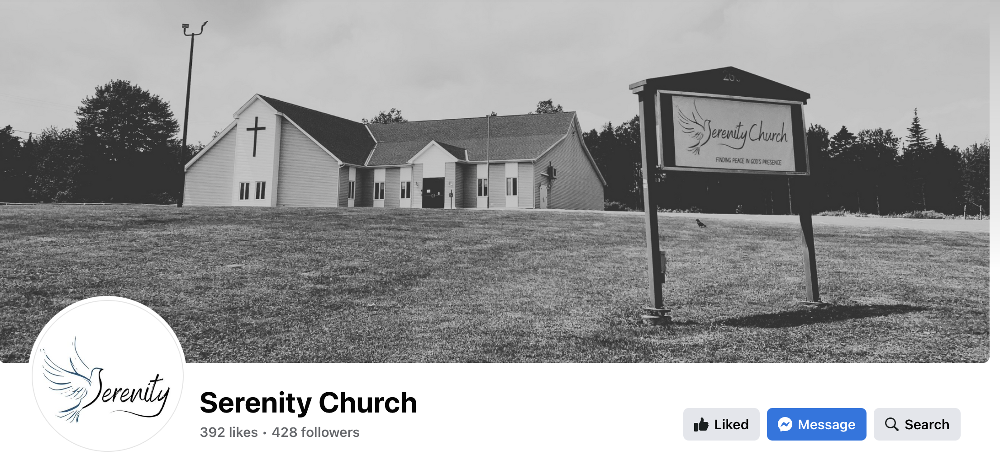 Serenity Church
FINDING PEACE IN GOD'S PRESENCE
Serenity
Serenity Church
392 likes · 428 followers
Liked
Message
Search